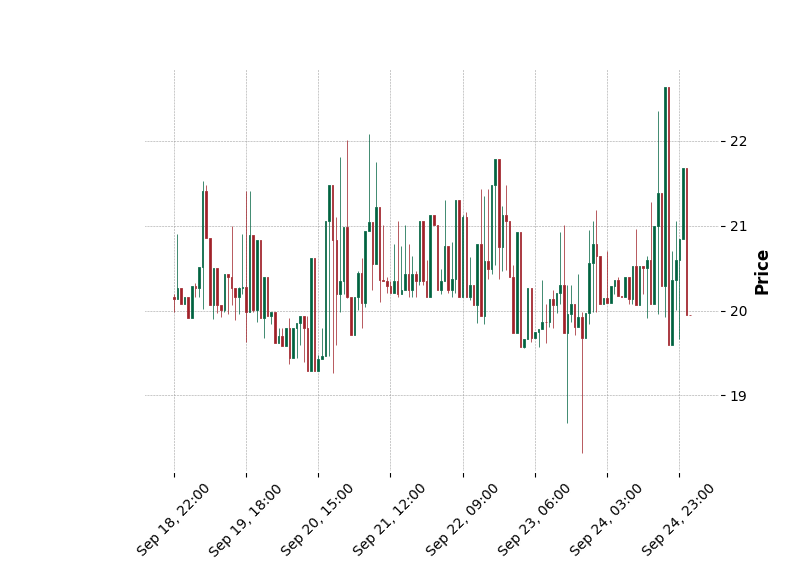 22
21
20
19
Price
Sep 18, 22:00
Sep 19, 18:00
Sep 20, 15:00
Sep 21, 12:00
Sep 22, 09:00
Sep 23, 06:00
Sep 24, 03:00
Sep 24, 23:00